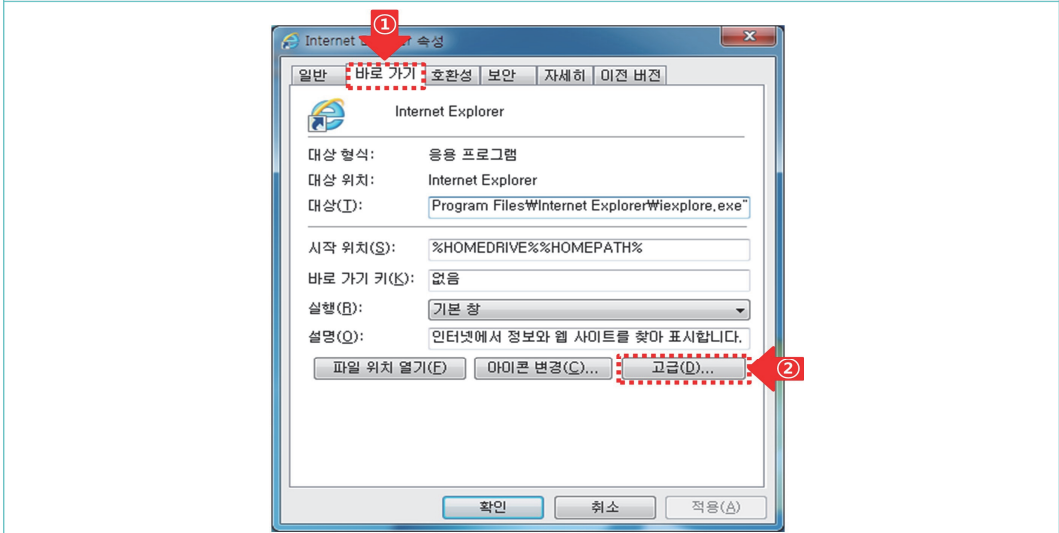 ①
Internet 속성
일반 바로 가기 호환성 보안 자세히 이전 버전
Internet Explorer
대상 형식: 응용 프로그램
대상 위치: Internet Explorer
대상(T): Program Files₩Internet Explorer₩iexplore.exe"
시작 위치(S): %HOMEDRIVE%%HOMEPATH%
바로 가기 키(K): 없음
실행(R): 기본 창
설명(O): 인터넷에서 정보와 웹 사이트를 찾아 표시합니다.
파일 위치 열기(F) 아이콘 변경(C)... 고급(D)... ②
확인 취소 적용(A)